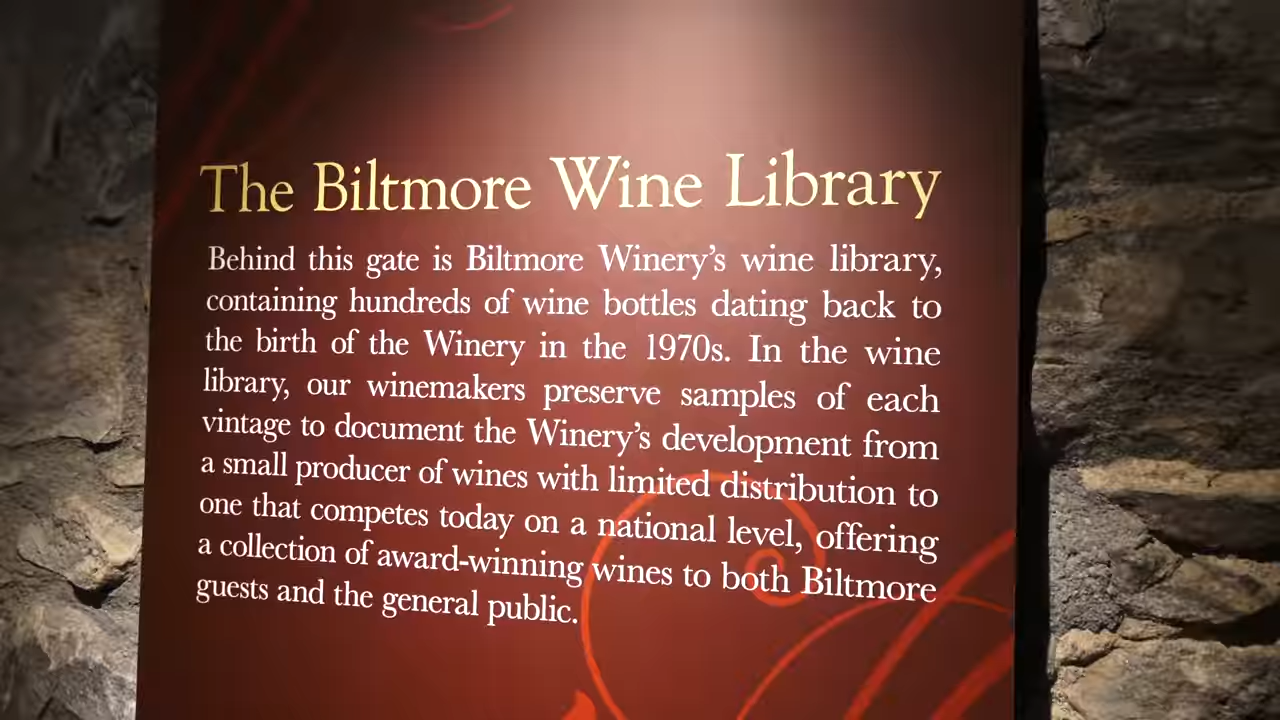 The Biltmore Wine Library
Behind this gate is Biltmore Winery’s wine library,
containing hundreds of wine bottles dating back to
the birth of the Winery in the 1970s. In the wine
library, our winemakers preserve samples of each
vintage to document the Winery’s development from
a small producer of wines with limited distribution to
one that competes today on a national level, offering
a collection of award-winning wines to both Biltmore
guests and the general public.